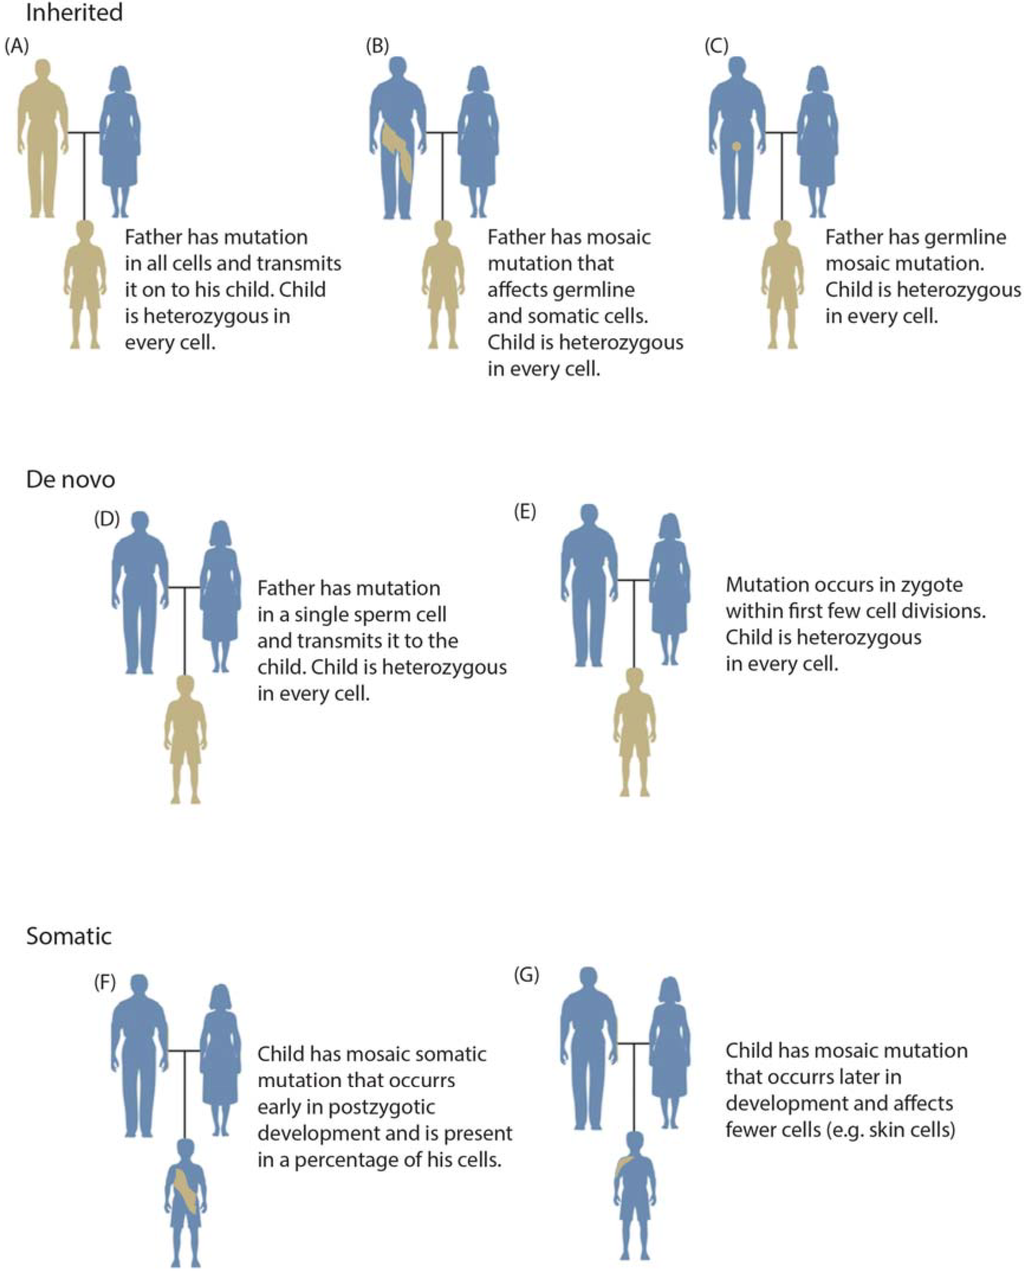 Inherited
(A)
Father has mutation
in all cells and transmits
it on to his child. Child
is heterozygous in
every cell.
(B)
Father has mosaic
mutation that
affects germline
and somatic cells.
Child is heterozygous
in every cell.
(C)
Father has germline
mosaic mutation.
Child is heterozygous
in every cell.
De novo
(D)
Father has mutation
in a single sperm cell
and transmits it to the
child. Child is heterozygous
in every cell.
(E)
Mutation occurs in zygote
within first few cell divisions.
Child is heterozygous
in every cell.
Somatic
(F)
Child has mosaic somatic
mutation that occurrs
early in postzygotic
development and is present
in a percentage of his cells.
(G)
Child has mosaic mutation
that occurrs later in
development and affects
fewer cells (e.g. skin cells)